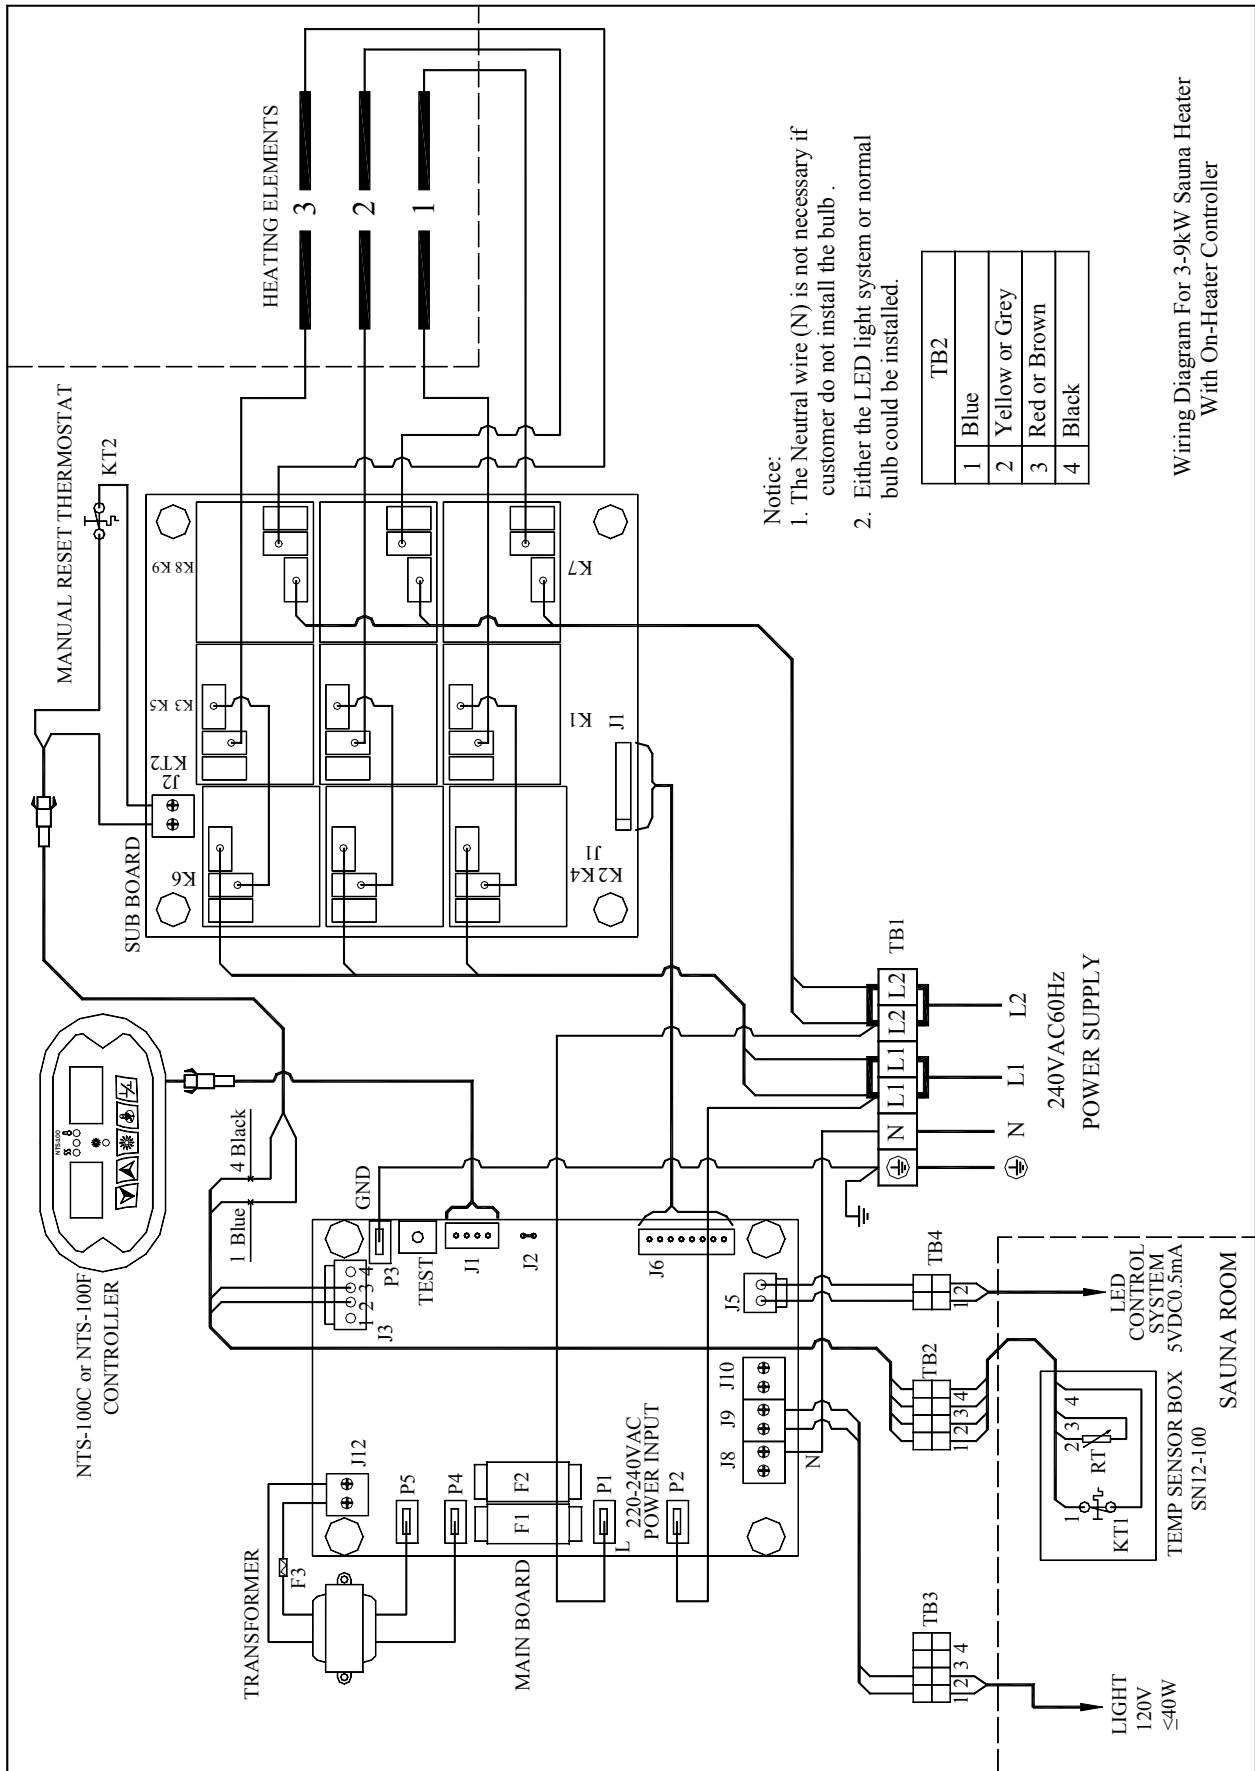 HEATING ELEMENTS
3
2
1
MANUAL RESET THERMOSTAT
KT2
K8 K9
K7
K3 K5
K1
KT2
J2
J1
SUB BOARD
K6
J1
K2K4
Notice:
1. The Neutral wire (N) is not necessary if
customer do not install the bulb .
2. Either the LED light system or normal
bulb could be installed.
TB2
1 Blue
2 Yellow or Grey
3 Red or Brown
4 Black
Wiring Diagram For 3-9kW Sauna Heater
With On-Heater Controller
NTS-100
NTS-100C or NTS-100F
CONTROLLER
1 Blue
4 Black
GND
P3
TEST
1 2 3 4
J3
J1
J2
J6
J5
J10
J9
J8
N
J12
P5
P4
F1
F2
P1
L
220-240VAC
POWER INPUT
P2
MAIN BOARD
TRANSFORMER
F3
TB1
N L1 L1 L2 L2
N
L1
L2
240VAC60Hz
POWER SUPPLY
TB4
1 2
LED
CONTROL
SYSTEM
5VDC0.5mA
TB2
1 2 3 4
1
2
3
4
RT
KT1
TEMP SENSOR BOX
SN12-100
SAUNA ROOM
TB3
1 2 3 4
LIGHT
120V
≤40W